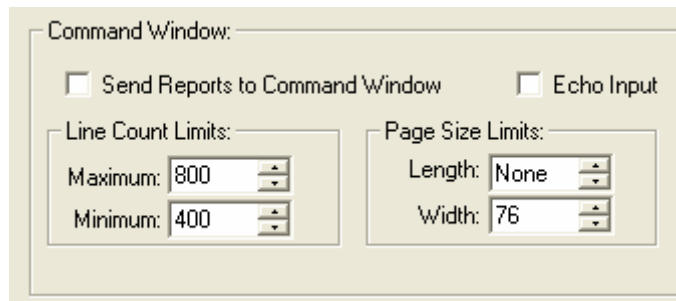 Command Window:
Send Reports to Command Window
Echo Input
Line Count Limits:
Maximum: 800
Minimum: 400
Page Size Limits:
Length: None
Width: 76